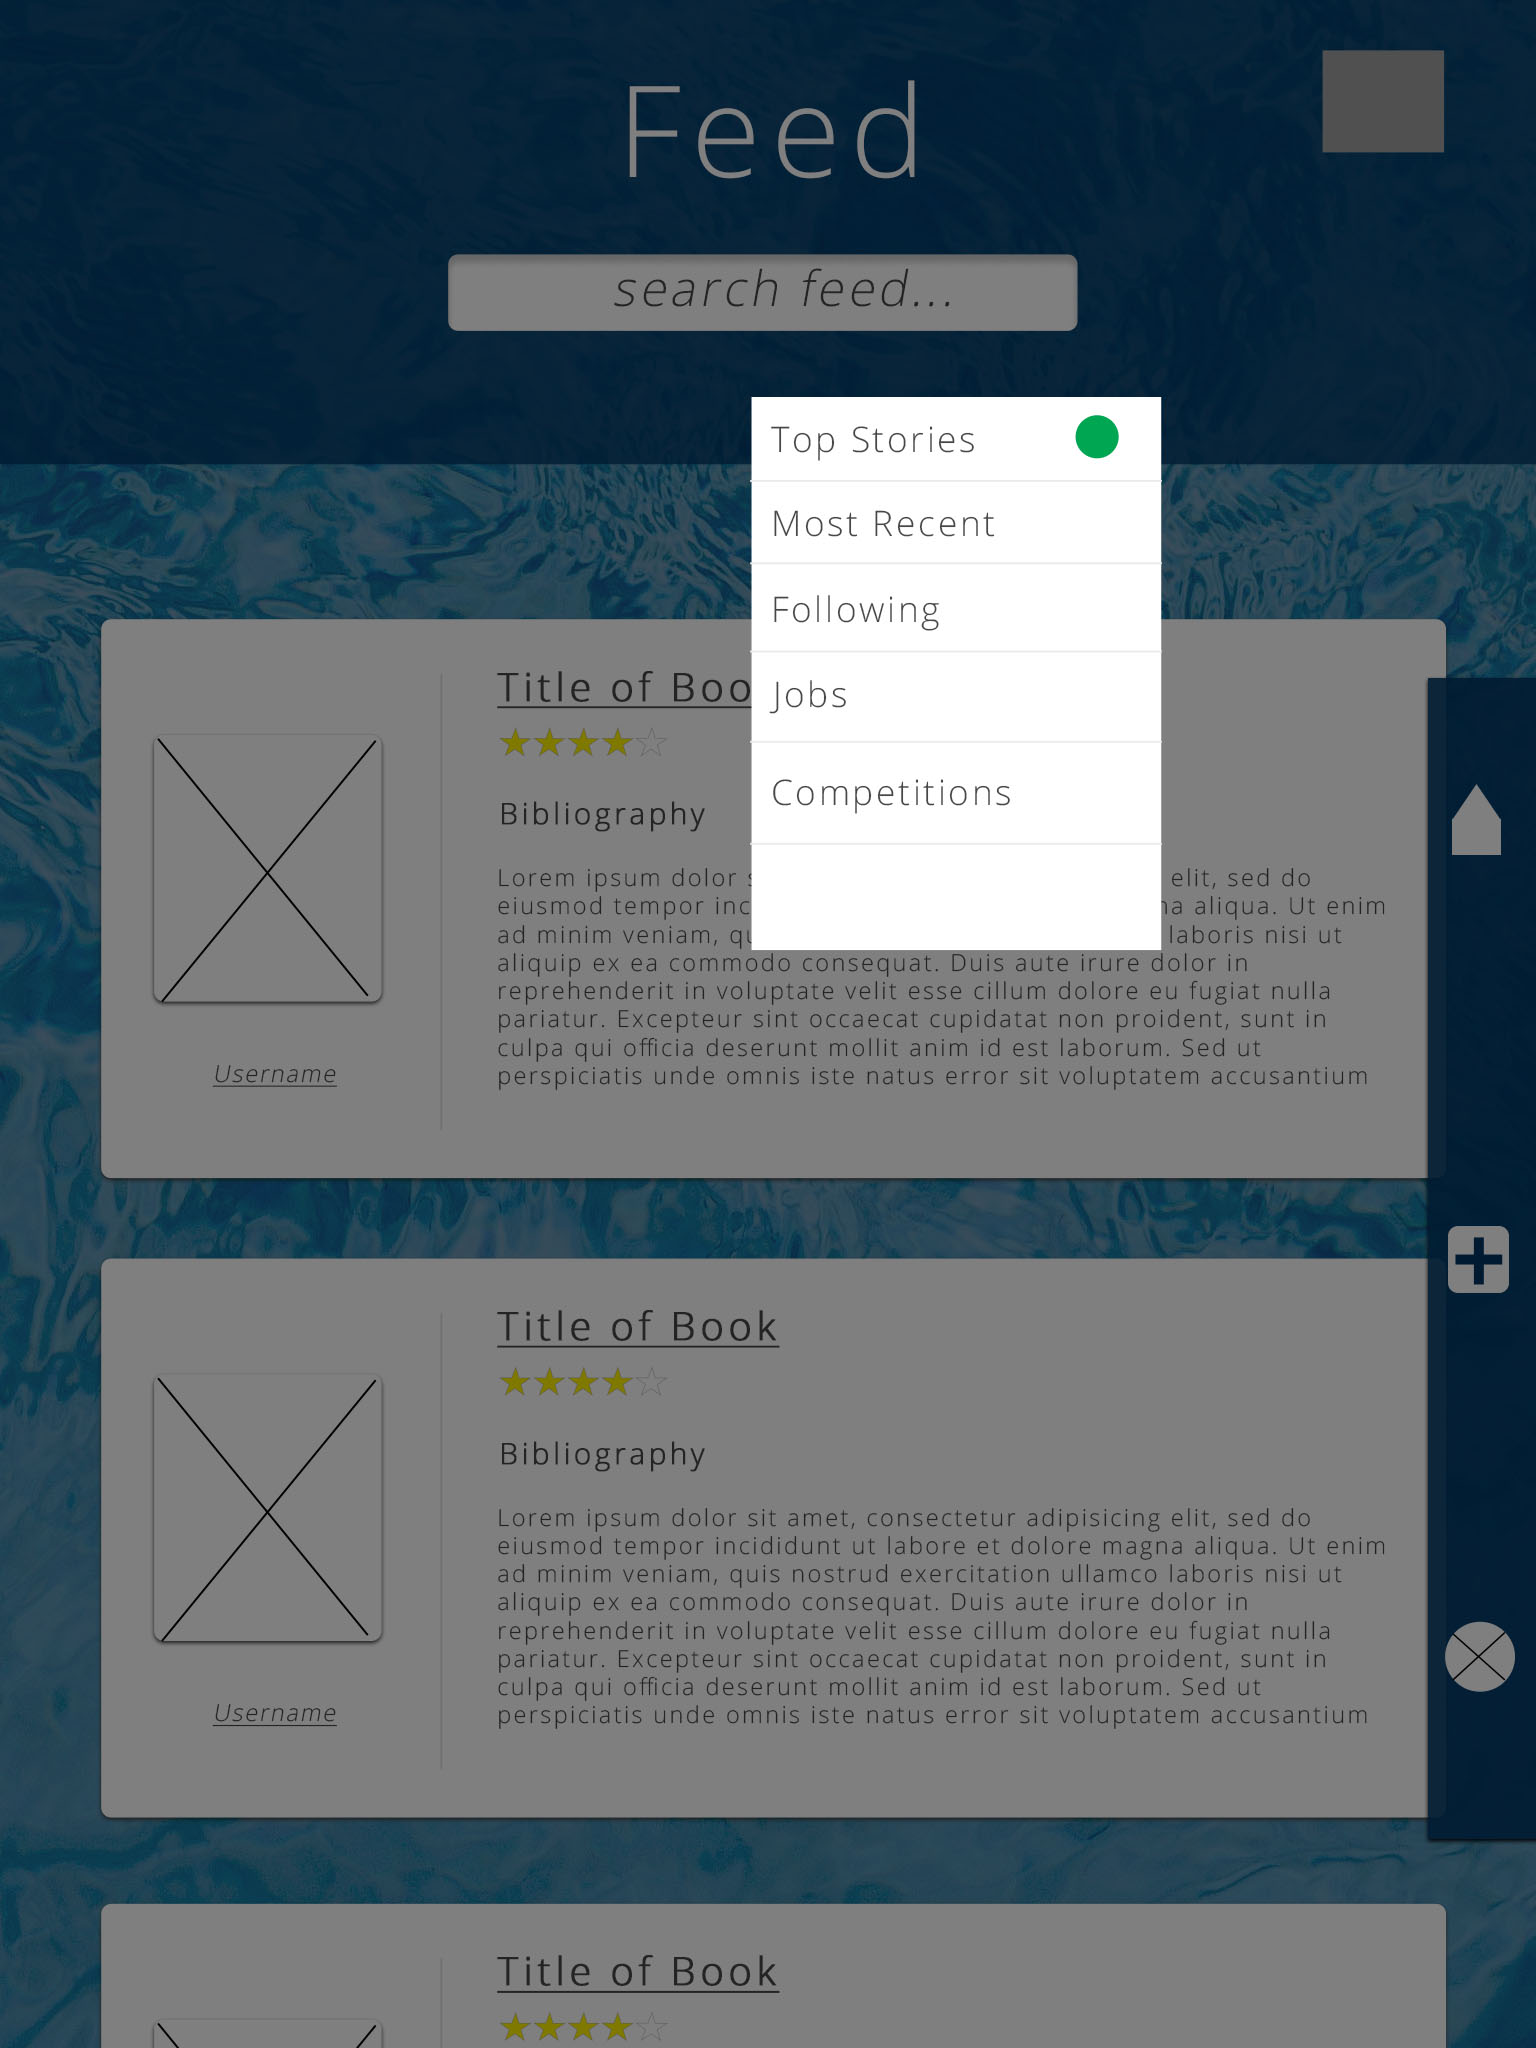 Feed
search feed...
Top Stories
Most Recent
Following
Jobs
Competitions
Title of Boo
Bibliography
Lorem ipsum dolor elit, sed do
eiusmod tempor aliqua. Ut enim
ad minim veniam, laboris nisi ut
aliquip ex ea commodo consequat. Duis aute irure dolor in
reprehenderit in voluptate velit esse cillum dolore eu fugiat nulla
pariatur. Excepteur sint occaecat cupidatat non proident, sunt in
culpa qui officia deserunt mollit anim id est laborum. Sed ut
perspiciatis unde omnis iste natus error sit voluptatem accusantium
Username
Title of Book
Bibliography
Lorem ipsum dolor sit amet, consectetur adipisicing elit, sed do
eiusmod tempor incididunt ut labore et dolore magna aliqua. Ut enim
ad minim veniam, quis nostrud exercitation ullamco laboris nisi ut
aliquip ex ea commodo consequat. Duis aute irure dolor in
reprehenderit in voluptate velit esse cillum dolore eu fugiat nulla
pariatur. Excepteur sint occaecat cupidatat non proident, sunt in
culpa qui officia deserunt mollit anim id est laborum. Sed ut
perspiciatis unde omnis iste natus error sit voluptatem accusantium
Username
Title of Book